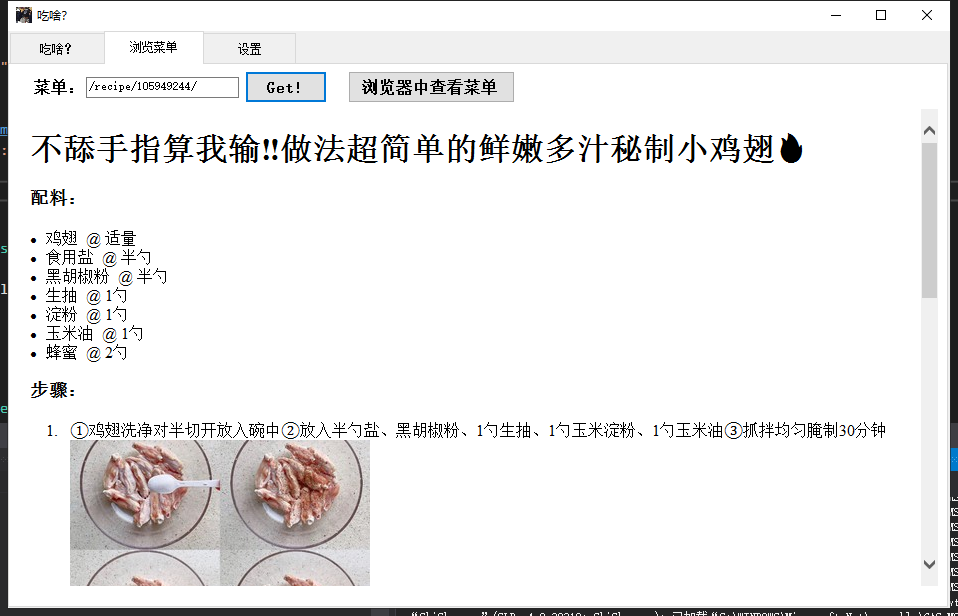 吃啥?
吃啥? 浏览菜单 设置
菜单: /recipe/105949244/ Get! 浏览器中查看菜单
不舔手指算我输!!做法超简单的鲜嫩多汁秘制小鸡翅🔥
配料:
• 鸡翅 @ 适量
• 食用盐 @ 半勺
• 黑胡椒粉 @ 半勺
• 生抽 @ 1勺
• 淀粉 @ 1勺
• 玉米油 @ 1勺
• 蜂蜜 @ 2勺
步骤:
1. ①鸡翅洗净对半切开放入碗中②放入半勺盐、黑胡椒粉、1勺生抽、1勺玉米淀粉、1勺玉米油③抓拌均匀腌制30分钟